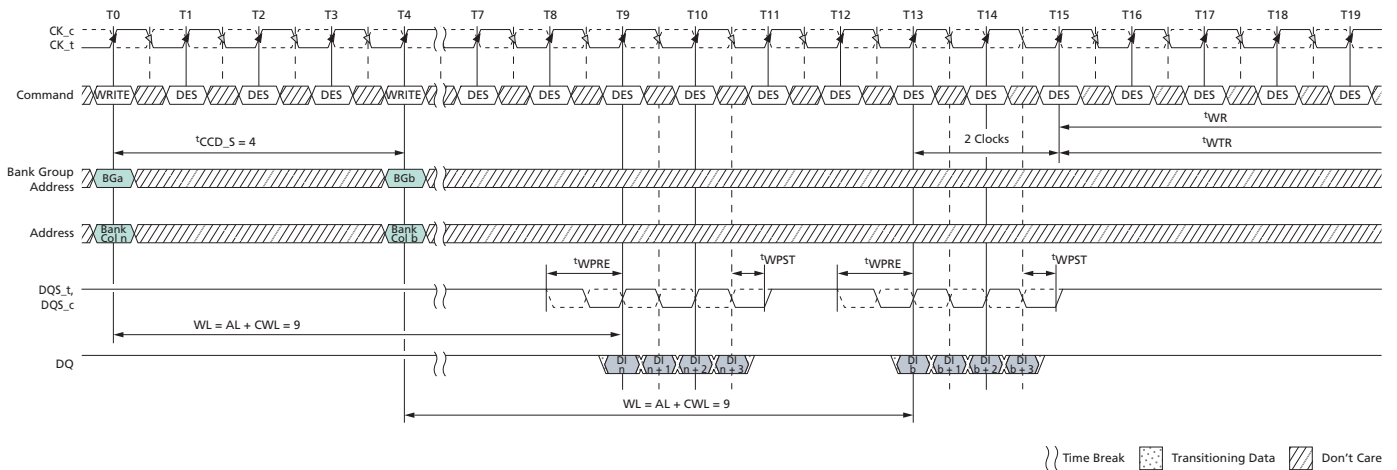 T0 T1 T2 T3 T4 T7 T8 T9 T10 T11 T12 T13 T14 T15 T16 T17 T18 T19
CK_c
CK_t
Command WRITE DES DES DES WRITE DES DES DES DES DES DES DES DES DES DES DES DES DES
tWR
tCCD_S = 4 2 Clocks tWTR
Bank Group
Address BGa BGb
Address Bank
Col n Bank
Col b
tWPRE tWPST tWPRE tWPST
DQS_t,
DQS_c
WL = AL + CWL = 9
DQ DI
n DI
n + 1 DI
n + 2 DI
n + 3 DI
b DI
b + 1 DI
b + 2 DI
b + 3
WL = AL + CWL = 9
Time Break Transitioning Data Don't Care